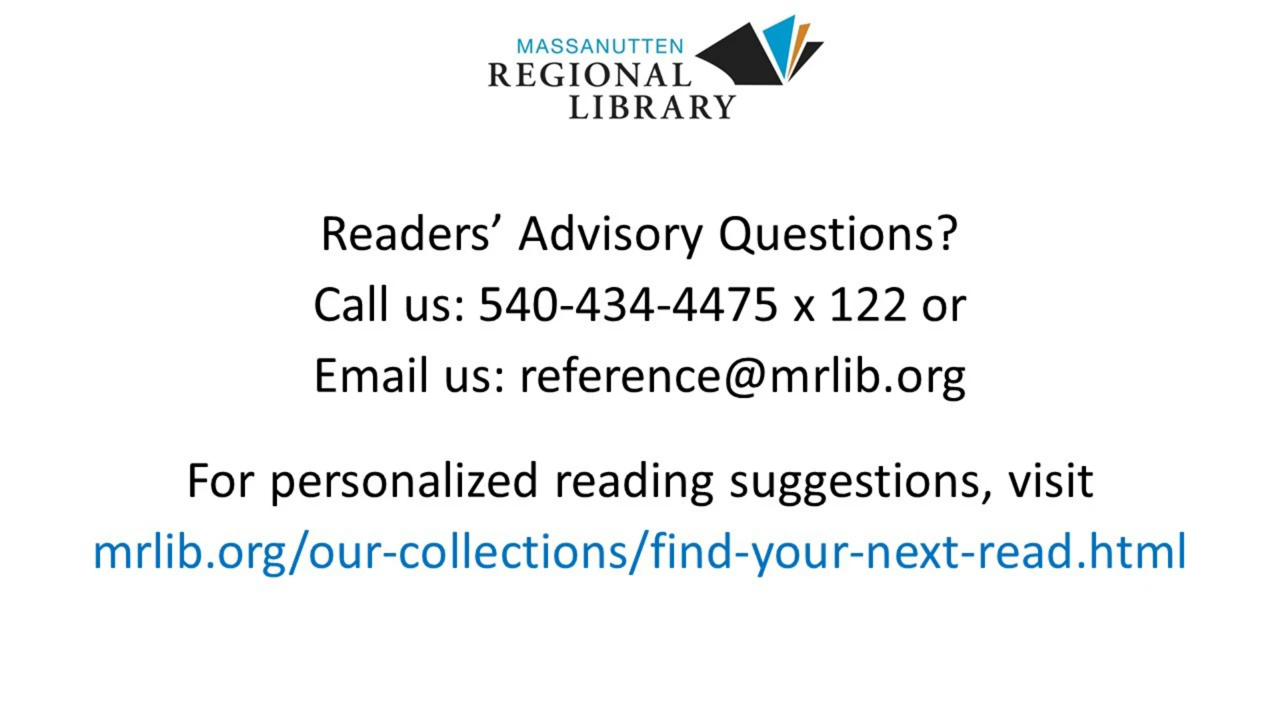 MASSANUTTEN
REGIONAL
LIBRARY
Readers’ Advisory Questions?
Call us: 540-434-4475 x 122 or
Email us: reference@mrlib.org
For personalized reading suggestions, visit
mrlib.org/our-collections/find-your-next-read.html